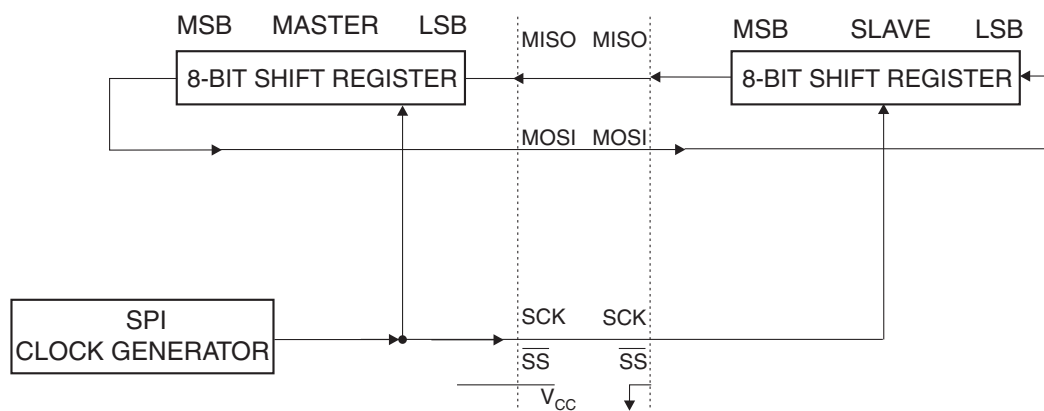 MSB MASTER LSB
8-BIT SHIFT REGISTER
MISO MISO
MSB SLAVE LSB
8-BIT SHIFT REGISTER
MOSI MOSI
SPI
CLOCK GENERATOR
SCK SCK
SS SS
VCC